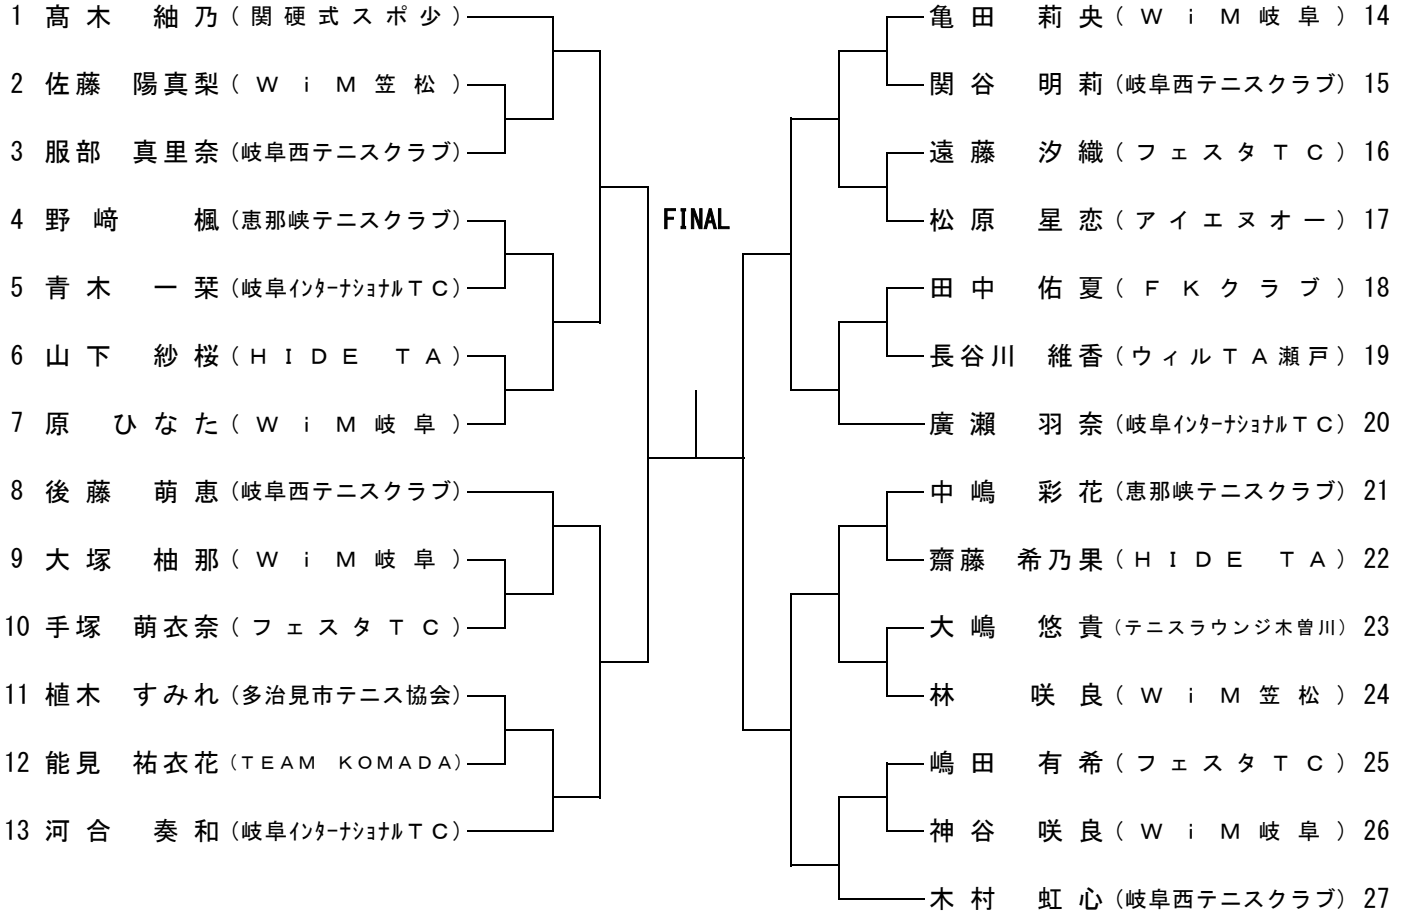 1 髙木 紬乃 (関硬式スポ少)
2 佐藤 陽真梨 (WiM笠松)
3 服部 真里奈 (岐阜西テニスクラブ)
4 野﨑 楓 (恵那峡テニスクラブ)
5 青木 一栞 (岐阜ｲﾝﾀｰﾅｼｮﾅﾙTC)
6 山下 紗桜 (HIDE TA)
7 原 ひなた (WiM岐阜)
8 後藤 萌恵 (岐阜西テニスクラブ)
9 大塚 柚那 (WiM岐阜)
10 手塚 萌衣奈 (フェスタTC)
11 植木 すみれ (多治見市テニス協会)
12 能見 祐衣花 (TEAM KOMADA)
13 河合 奏和 (岐阜ｲﾝﾀｰﾅｼｮﾅﾙTC)
FINAL
亀田 莉央 (WiM岐阜) 14
関谷 明莉 (岐阜西テニスクラブ) 15
遠藤 汐織 (フェスタTC) 16
松原 星恋 (アイエヌオー) 17
田中 佑夏 (FKクラブ) 18
長谷川 維香 (ウィルTA瀬戸) 19
廣瀬 羽奈 (岐阜ｲﾝﾀｰﾅｼｮﾅﾙTC) 20
中嶋 彩花 (恵那峡テニスクラブ) 21
齋藤 希乃果 (HIDE TA) 22
大嶋 悠貴 (テニスラウンジ木曽川) 23
林 咲良 (WiM笠松) 24
嶋田 有希 (フェスタTC) 25
神谷 咲良 (WiM岐阜) 26
木村 虹心 (岐阜西テニスクラブ) 27